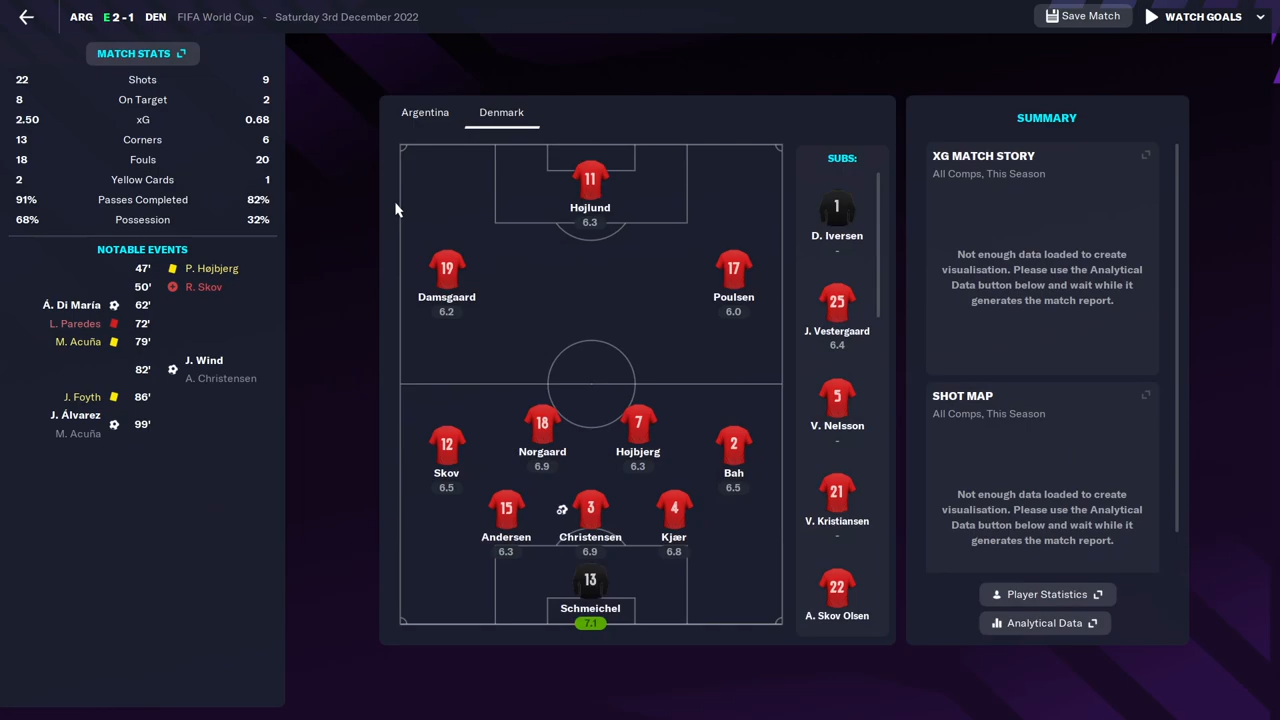 ARG E 2 - 1 DEN FIFA World Cup - Saturday 3rd December 2022
Save Match
WATCH GOALS
MATCH STATS
22 Shots 9
8 On Target 2
2.50 xG 0.68
13 Corners 6
18 Fouls 20
2 Yellow Cards 1
91% Passes Completed 82%
68% Possession 32%
NOTABLE EVENTS
47' P. Højbjerg
50' R. Skov
Á. Di María 62'
L. Paredes 72'
M. Acuña 79'
82' J. Wind
A. Christensen
J. Foyth 86'
J. Álvarez 99'
M. Acuña
Argentina Denmark
11
Højlund
6.3
19
Damsgaard
6.2
17
Poulsen
6.0
12
Skov
6.5
18
Nørgaard
6.9
7
Højbjerg
6.3
2
Bah
6.5
15
Andersen
6.3
3
Christensen
6.9
4
Kjær
6.8
13
Schmeichel
7.1
SUBS:
1
D. Iversen
-
25
J. Vestergaard
6.4
5
V. Nelsson
-
21
V. Kristiansen
-
22
A. Skov Olsen
SUMMARY
XG MATCH STORY
All Comps, This Season
Not enough data loaded to create
visualisation. Please use the Analytical
Data button below and wait while it
generates the match report.
SHOT MAP
All Comps, This Season
Not enough data loaded to create
visualisation. Please use the Analytical
Data button below and wait while it
generates the match report.
Player Statistics
Analytical Data